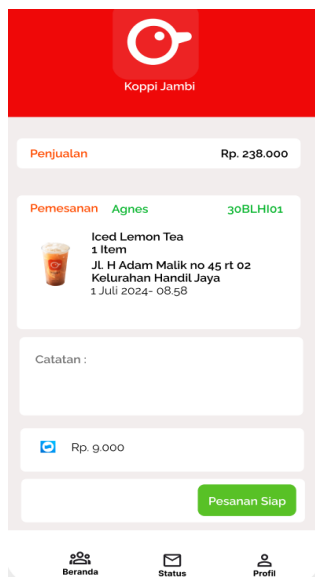 Koppi Jambi
Penjualan Rp. 238.000
Pemesanan Agnes 30BLHI01
Iced Lemon Tea
1 Item
Jl. H Adam Malik no 45 rt 02
Kelurahan Handil Jaya
1 Juli 2024- 08.58
Catatan :
Rp. 9.000
Pesanan Siap
Beranda Status Profil